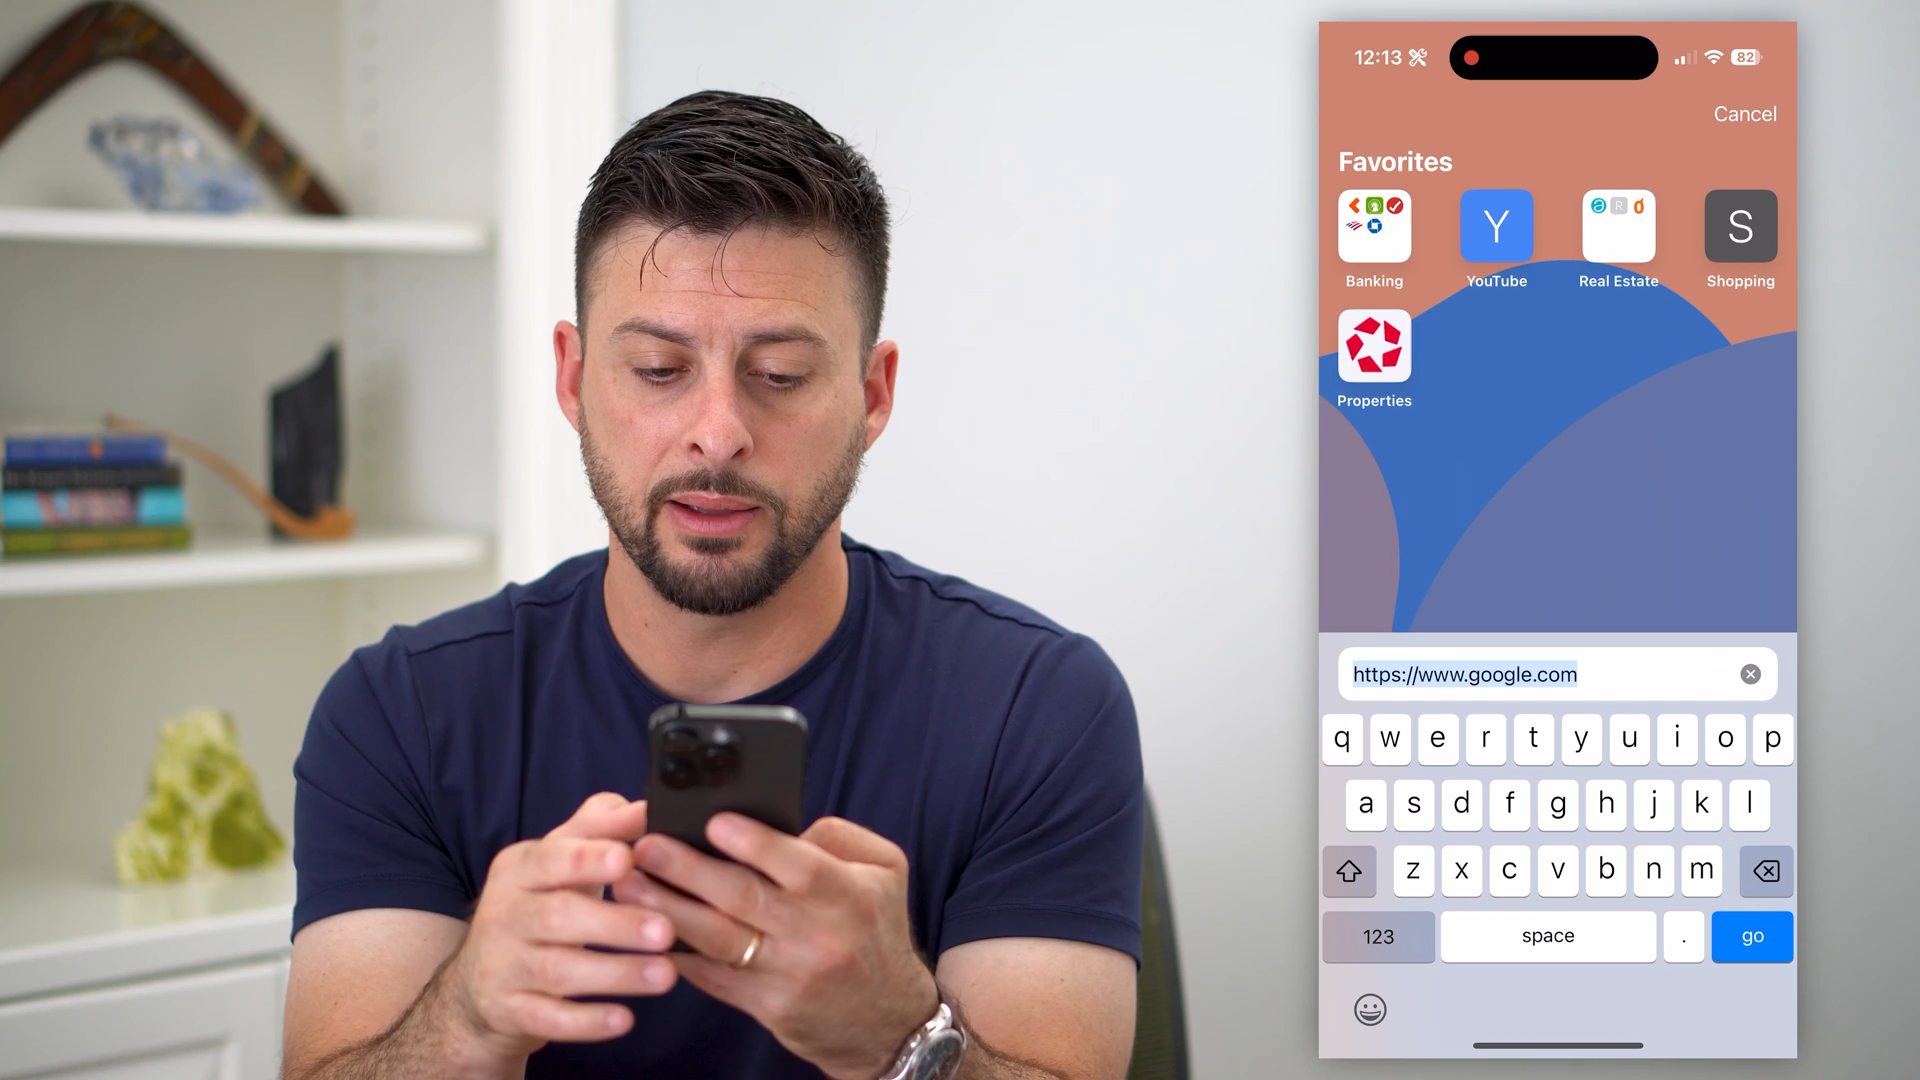 12:13
82
Cancel
Favorites
Y
R
S
Banking
YouTube
Real Estate
Shopping
Properties
https://www.google.com
q w e r t y u i o p
a s d f g h j k l
z x c v b n m
123 space . go